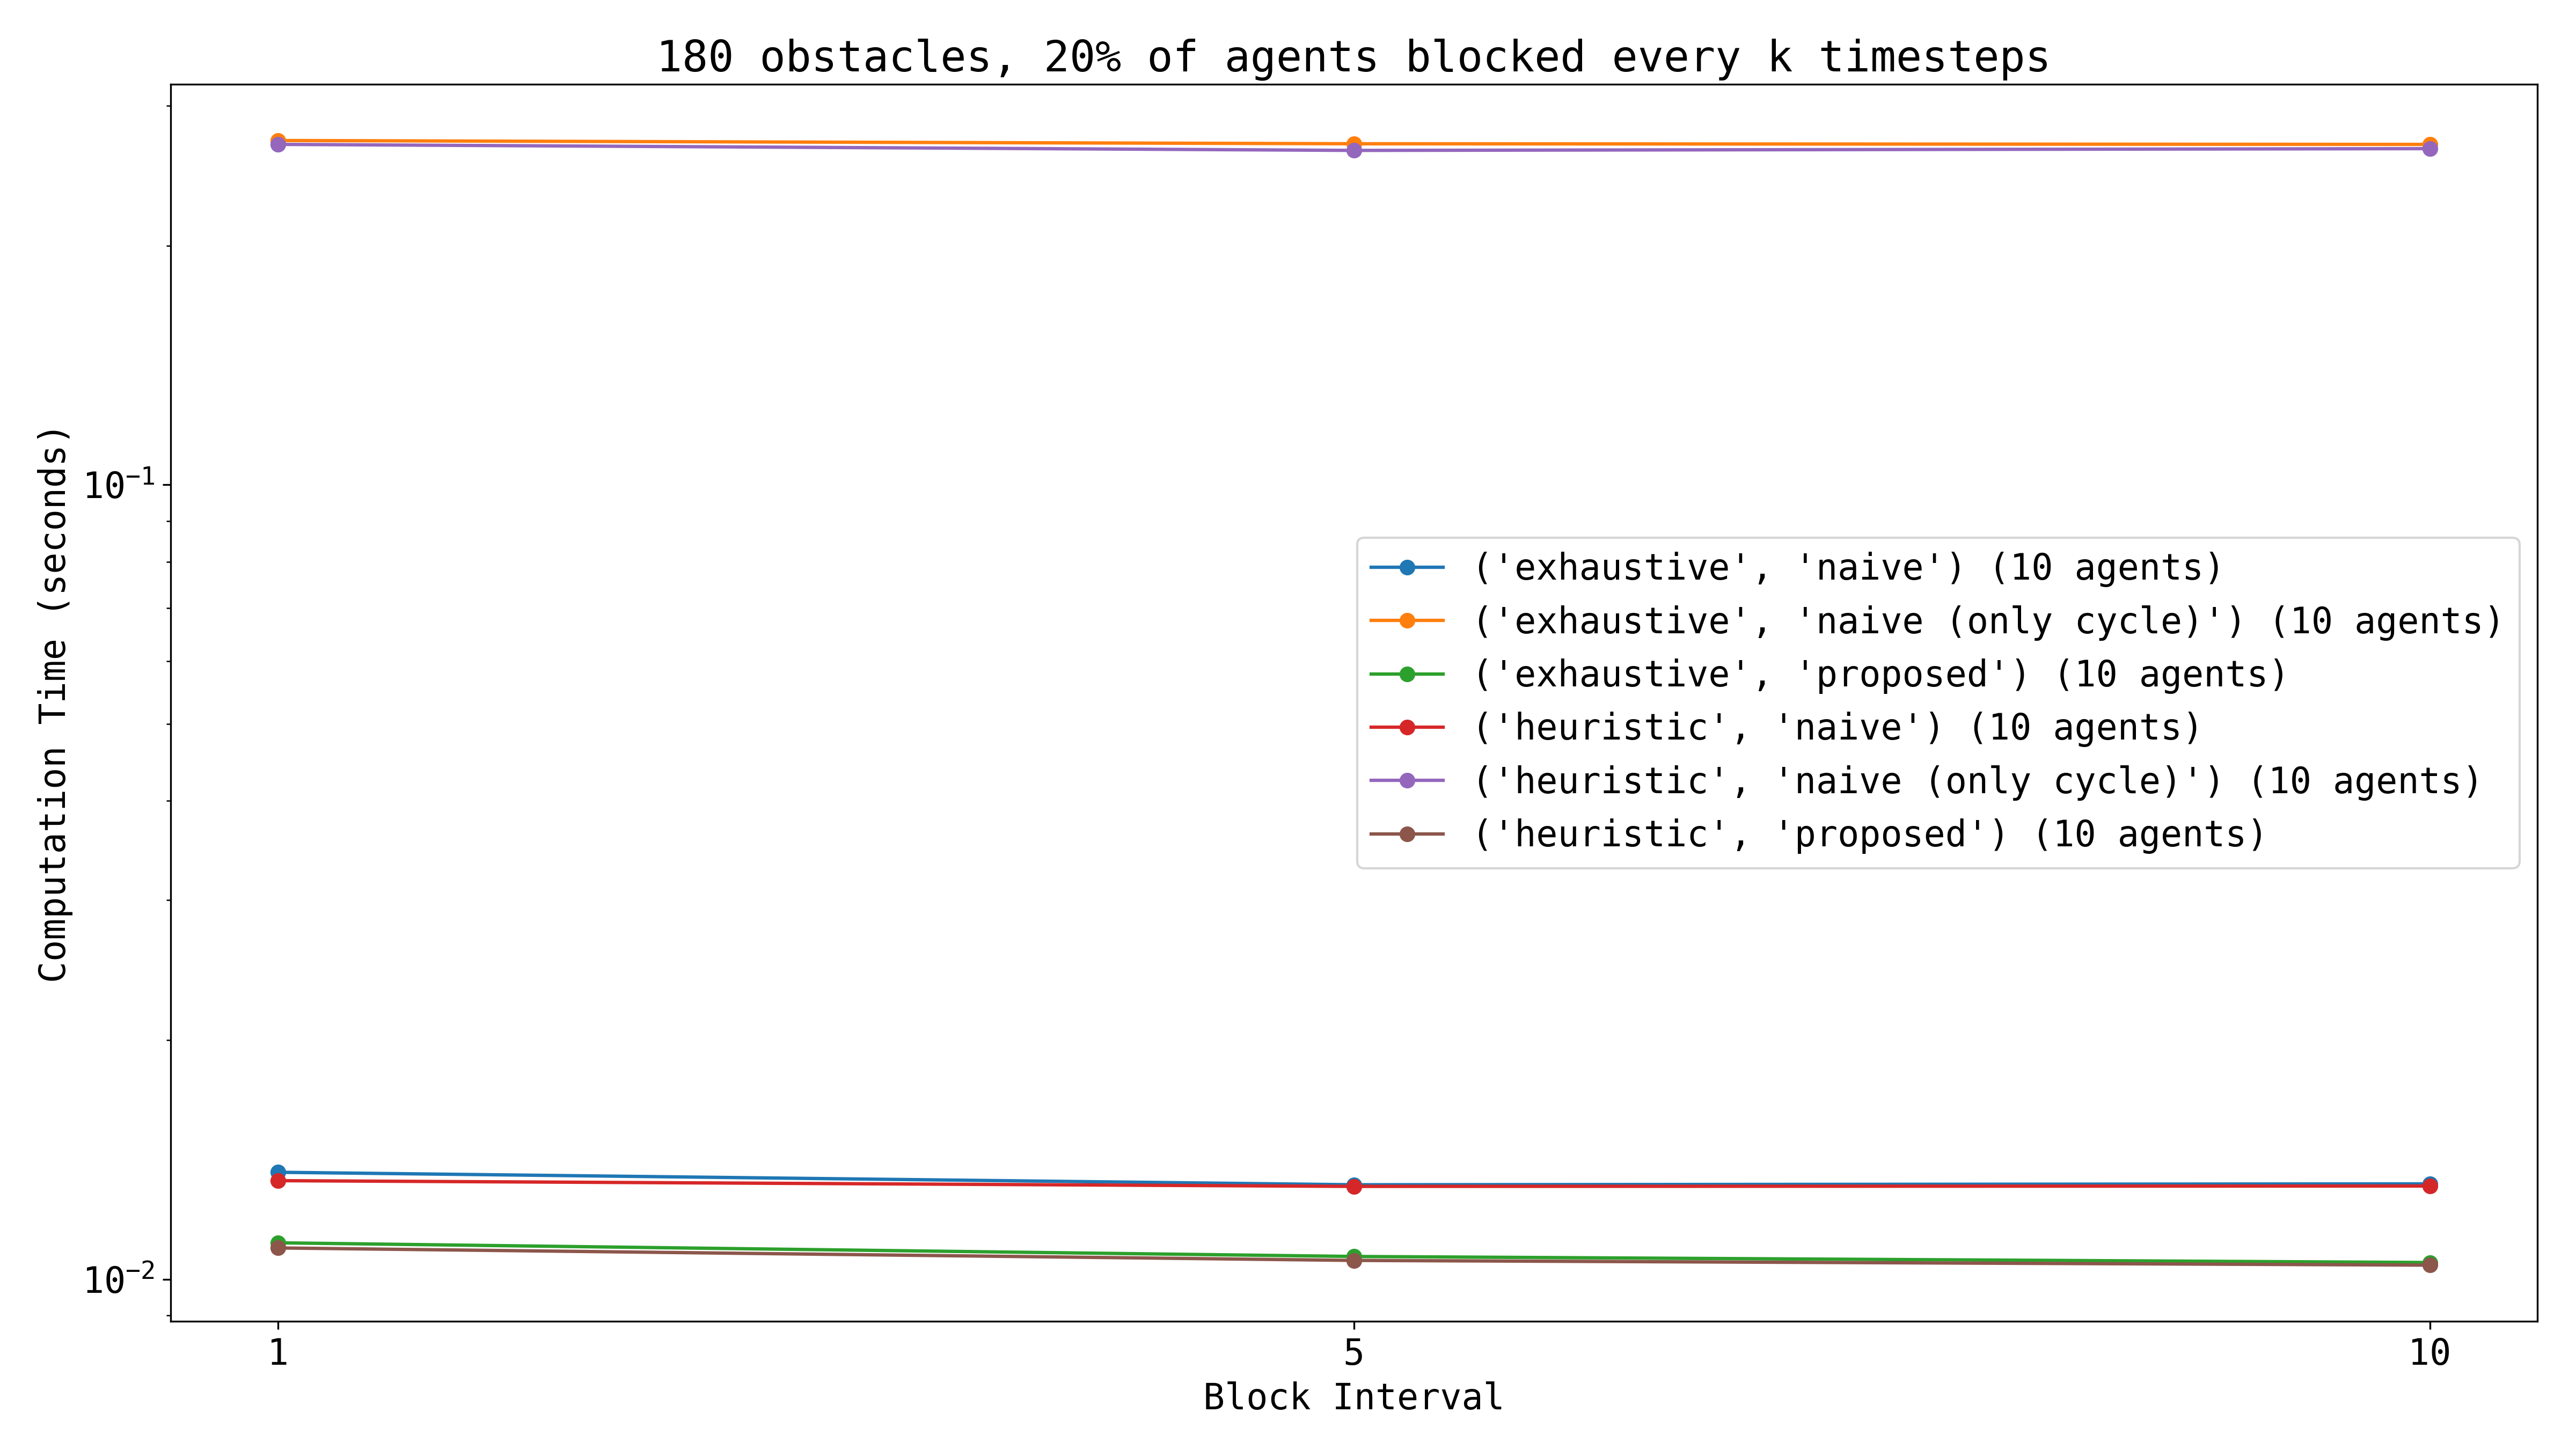 180 obstacles, 20% of agents blocked every k timesteps
Computation Time (seconds)
10⁻¹
10⁻²
('exhaustive', 'naive') (10 agents)
('exhaustive', 'naive (only cycle)') (10 agents)
('exhaustive', 'proposed') (10 agents)
('heuristic', 'naive') (10 agents)
('heuristic', 'naive (only cycle)') (10 agents)
('heuristic', 'proposed') (10 agents)
1 5 10
Block Interval